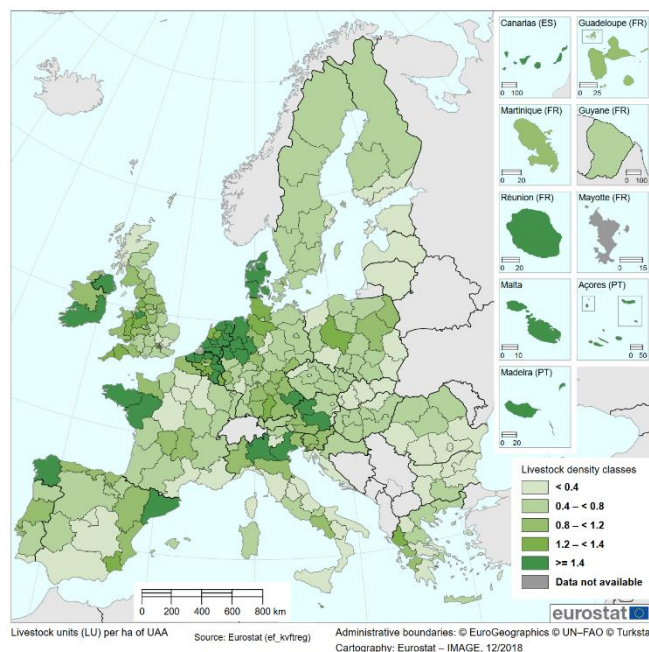 Canarias (ES)
0 100
Guadeloupe (FR)
0 25
Martinique (FR)
0 20
Guyane (FR)
0 100
Réunion (FR)
0 20
Mayotte (FR)
0 15
Malta
0 10
Açores (PT)
0 50
Madeira (PT)
0 20
Livestock density classes
< 0.4
0.4 – < 0.8
0.8 – < 1.2
1.2 – < 1.4
>= 1.4
Data not available
0 200 400 600 800 km
eurostat
Livestock units (LU) per ha of UAA
Source: Eurostat (ef_kvftreg)
Administrative boundaries: © EuroGeographics © UN–FAO © Turksta
Cartography: Eurostat – IMAGE, 12/2018